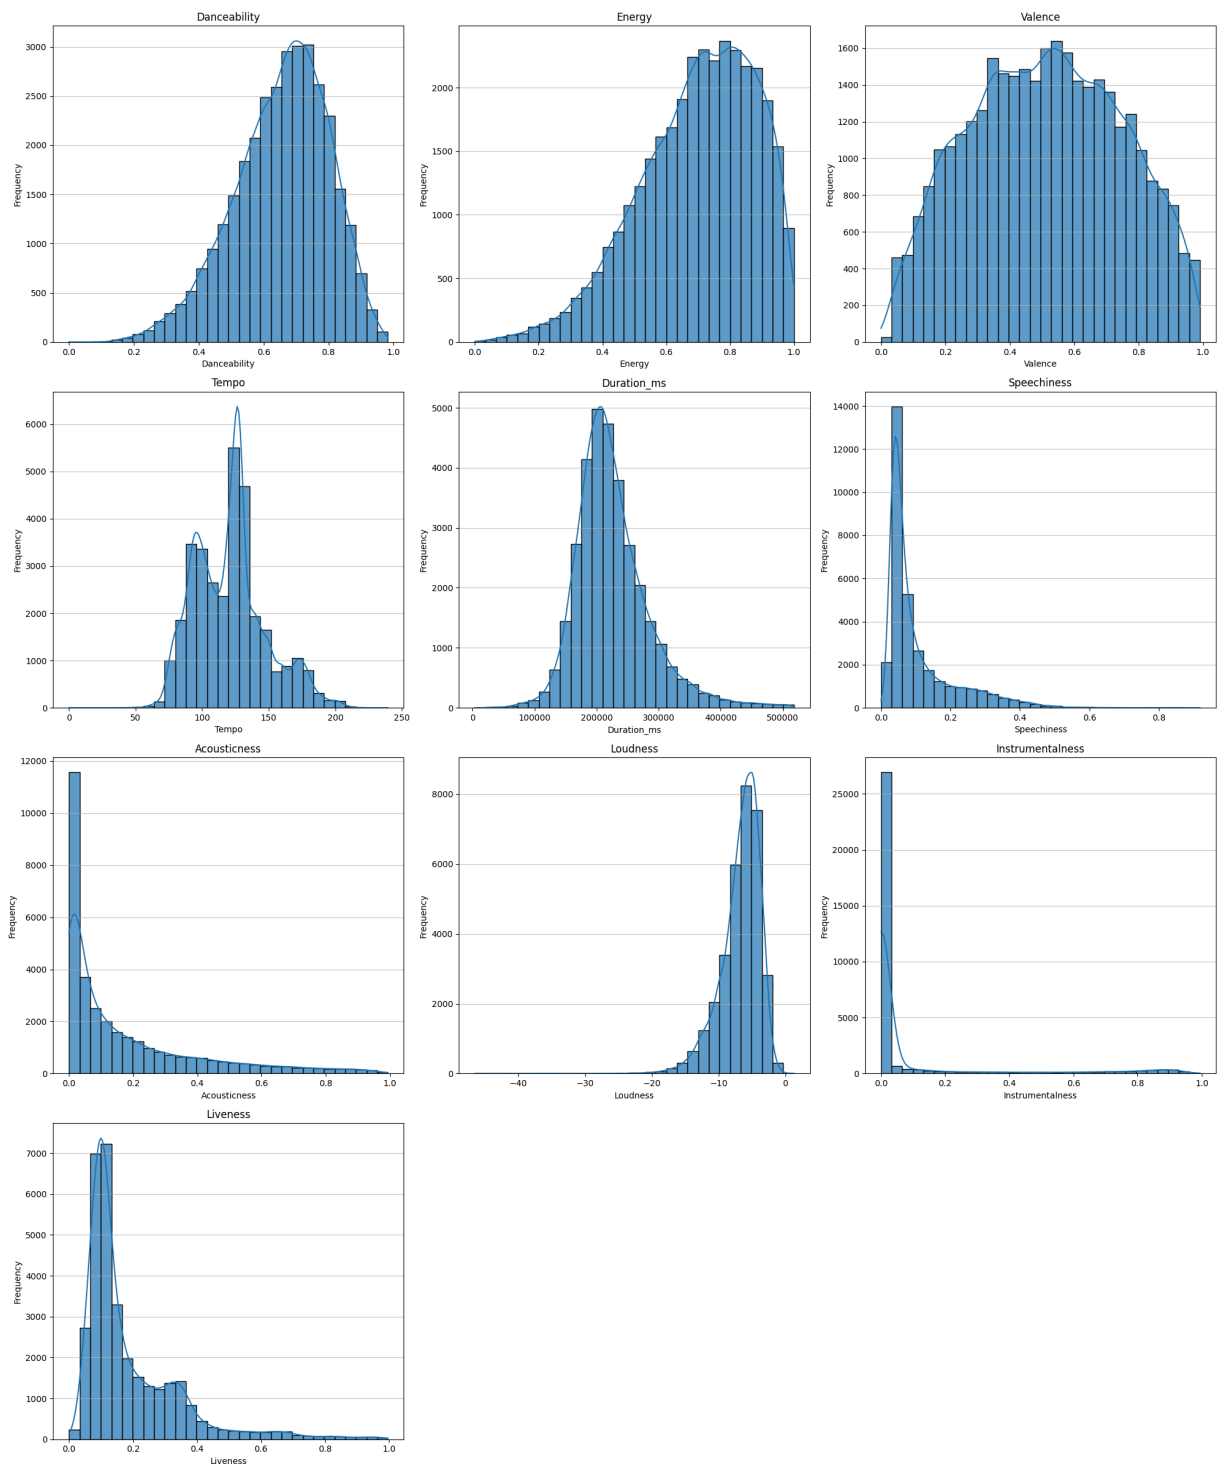 Danceability
Frequency
3000
2500
2000
1500
1000
500
0
0.0 0.2 0.4 0.6 0.8 1.0
Danceability
Energy
Frequency
2000
1500
1000
500
0
0.0 0.2 0.4 0.6 0.8 1.0
Energy
Valence
Frequency
1600
1400
1200
1000
800
600
400
200
0
0.0 0.2 0.4 0.6 0.8 1.0
Valence
Tempo
Frequency
6000
5000
4000
3000
2000
1000
0
0 50 100 150 200 250
Tempo
Duration_ms
Frequency
5000
4000
3000
2000
1000
0
0 100000 200000 300000 400000 500000
Duration_ms
Speechiness
Frequency
14000
12000
10000
8000
6000
4000
2000
0
0.0 0.2 0.4 0.6 0.8
Speechiness
Acousticness
Frequency
12000
10000
8000
6000
4000
2000
0
0.0 0.2 0.4 0.6 0.8 1.0
Acousticness
Loudness
Frequency
8000
6000
4000
2000
0
−40 −30 −20 −10 0
Loudness
Instrumentalness
Frequency
25000
20000
15000
10000
5000
0
0.0 0.2 0.4 0.6 0.8 1.0
Instrumentalness
Liveness
Frequency
7000
6000
5000
4000
3000
2000
1000
0
0.0 0.2 0.4 0.6 0.8 1.0
Liveness